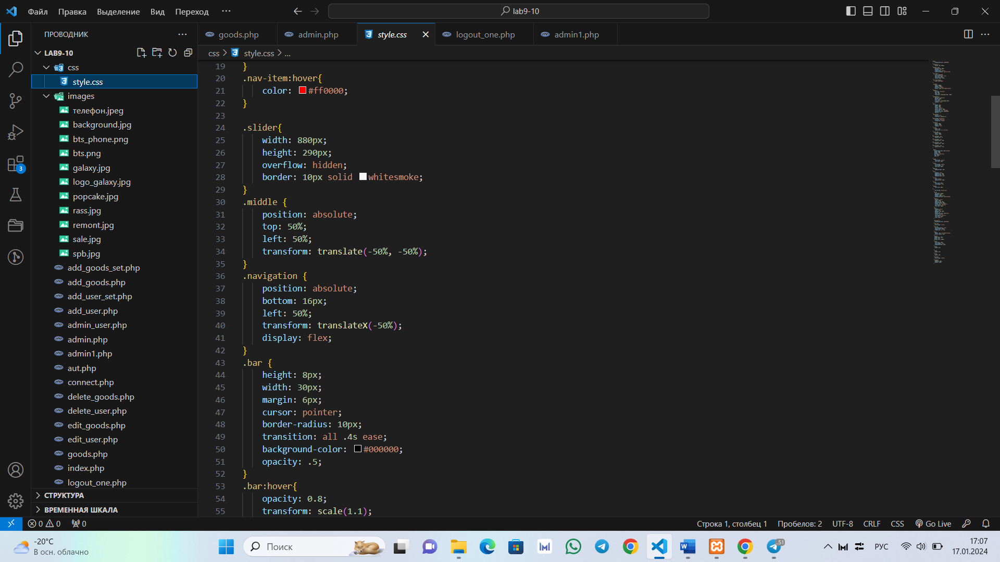 Файл Правка Выделение Вид Переход ··· lab9-10
ПРОВОДНИК ···
goods.php admin.php style.css logout_one.php admin1.php
LAB9-10
css > style.css > ...
css
style.css
images
телефон.jpeg
background.jpg
bts_phone.png
bts.png
galaxy.jpg
logo_galaxy.jpg
popcake.jpg
rass.jpg
remont.jpg
sale.jpg
spb.jpg
add_goods_set.php
add_goods.php
add_user_set.php
add_user.php
admin_user.php
admin.php
admin1.php
aut.php
connect.php
delete_goods.php
delete_user.php
edit_goods.php
edit_user.php
goods.php
index.php
logout_one.php
СТРУКТУРА
ВРЕМЕННАЯ ШКАЛА
3
19 }
20 .nav-item:hover{
21 color: #ff0000;
22 }
23
24 .slider{
25 width: 880px;
26 height: 290px;
27 overflow: hidden;
28 border: 10px solid whitesmoke;
29 }
30 .middle {
31 position: absolute;
32 top: 50%;
33 left: 50%;
34 transform: translate(-50%, -50%);
35 }
36 .navigation {
37 position: absolute;
38 bottom: 16px;
39 left: 50%;
40 transform: translateX(-50%);
41 display: flex;
42 }
43 .bar {
44 height: 8px;
45 width: 30px;
46 margin: 6px;
47 cursor: pointer;
48 border-radius: 10px;
49 transition: all .4s ease;
50 background-color: #000000;
51 opacity: .5;
52 }
53 .bar:hover{
54 opacity: 0.8;
55 transform: scale(1.1);
0 0 0 Строка 1, столбец 1 Пробелов: 2 UTF-8 CRLF CSS Go Live
-20°C
В осн. облачно
Поиск
РУС
17:07
17.01.2024